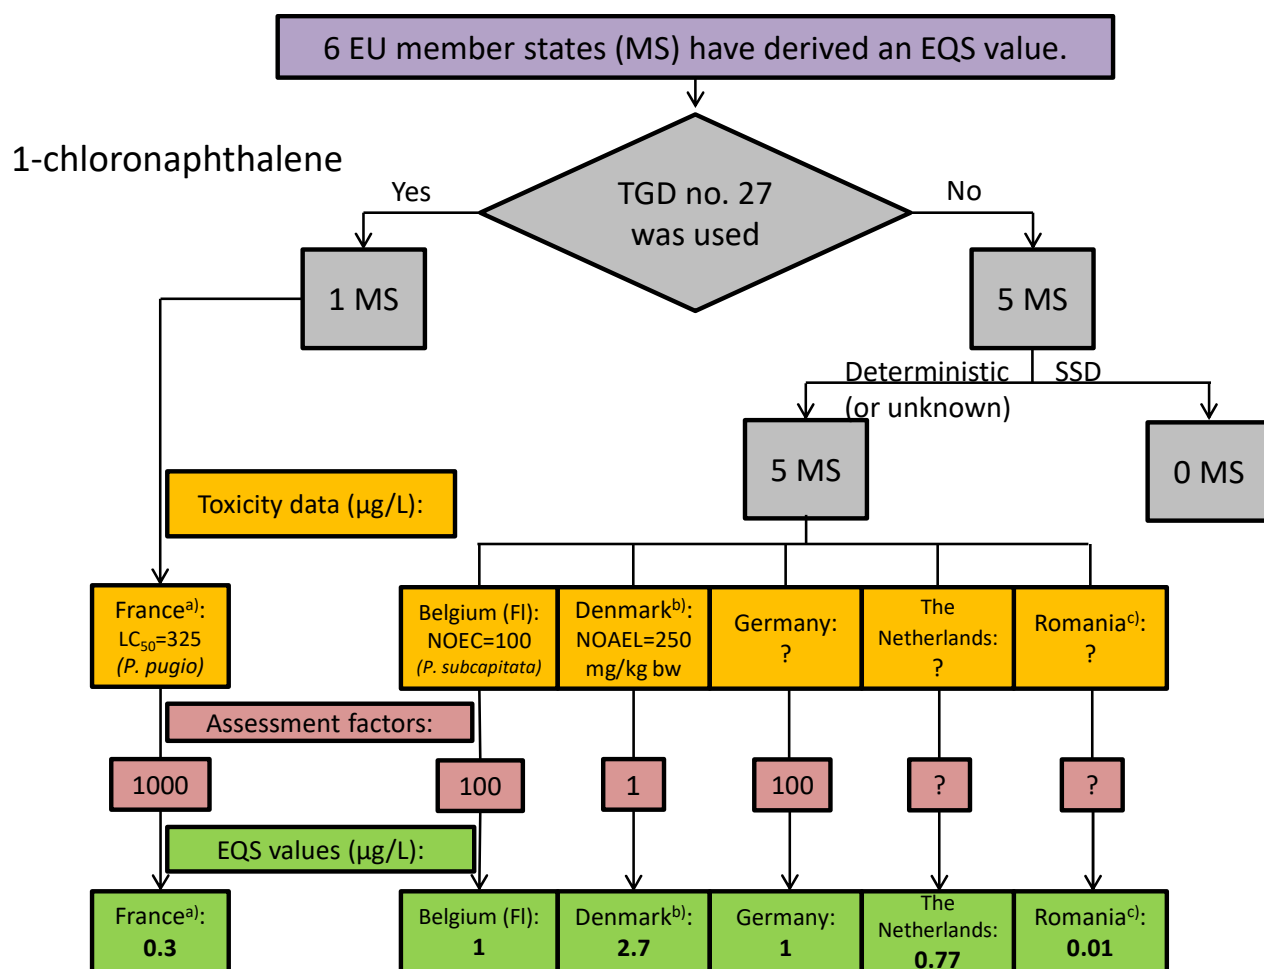 6 EU member states (MS) have derived an EQS value.
1-chloronaphthalene
Yes
TGD no. 27
was used
No
1 MS
5 MS
Deterministic
(or unknown)
SSD
5 MS
0 MS
Toxicity data (µg/L):
France a):
LC50=325
(P. pugio)
Belgium (Fl):
NOEC=100
(P. subcapitata)
Denmark b):
NOAEL=250
mg/kg bw
Germany:
?
The
Netherlands:
?
Romania c):
?
Assessment factors:
1000
100
1
100
?
?
EQS values (µg/L):
France a):
0.3
Belgium (Fl):
1
Denmark b):
2.7
Germany:
1
The
Netherlands:
0.77
Romania c):
0.01